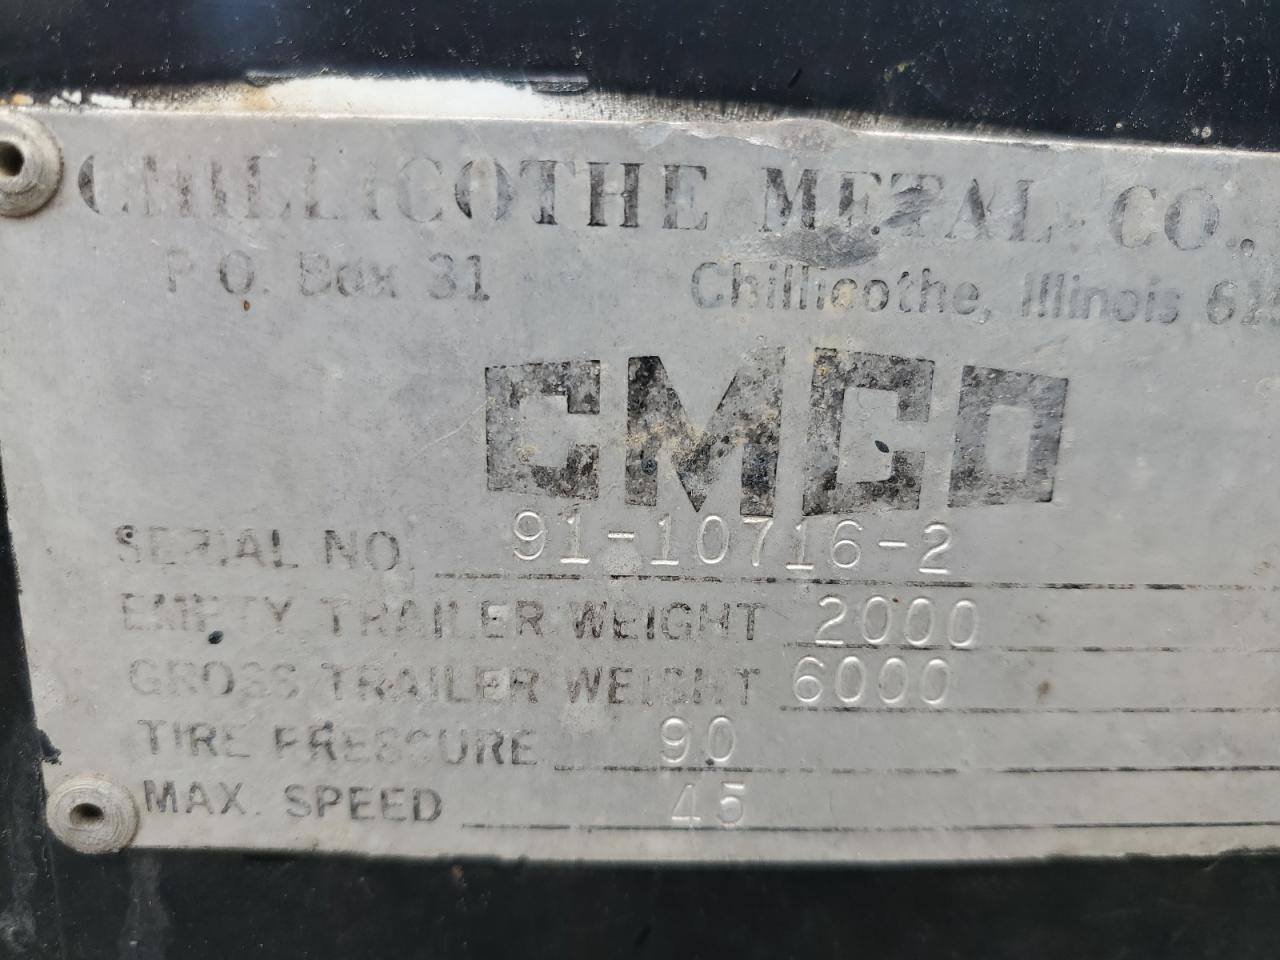 CHILLICOTHE METAL CO.,
P.O. Box 31 Chillicothe, Illinois
CMCO
SERIAL NO. 91-10716-2
EMPTY TRAILER WEIGHT 2000
GROSS TRAILER WEIGHT 6000
TIRE PRESSURE 90
MAX. SPEED 45